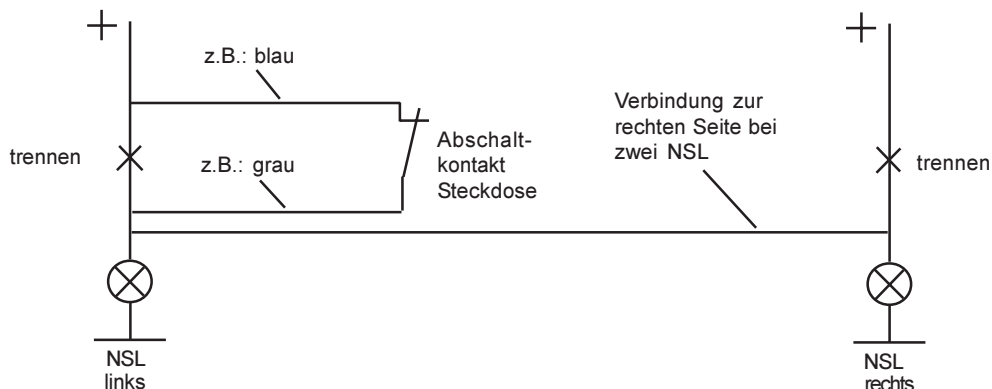 +
+
z.B.: blau
Verbindung zur
rechten Seite bei
zwei NSL
trennen
Abschalt-
kontakt
Steckdose
z.B.: grau
trennen
NSL
links
NSL
rechts